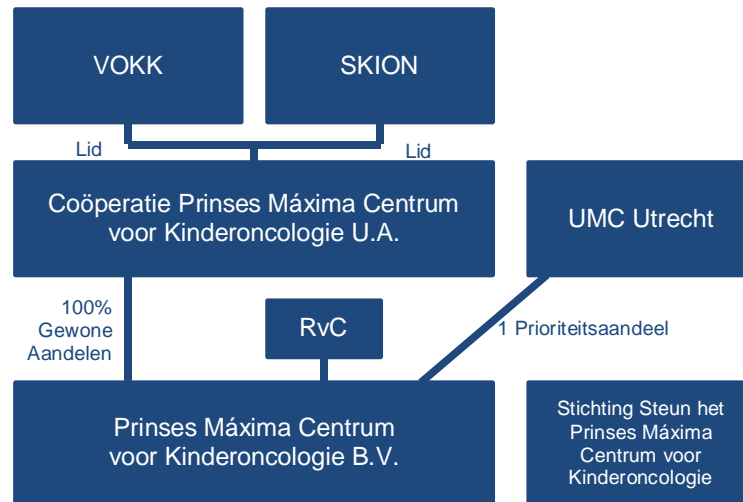 VOKK
SKION
Lid
Lid
Coöperatie Prinses Máxima Centrum
voor Kinderoncologie U.A.
UMC Utrecht
100%
Gewone
Aandelen
RvC
1 Prioriteitsaandeel
Prinses Máxima Centrum
voor Kinderoncologie B.V.
Stichting Steun het
Prinses Máxima
Centrum voor
Kinderoncologie